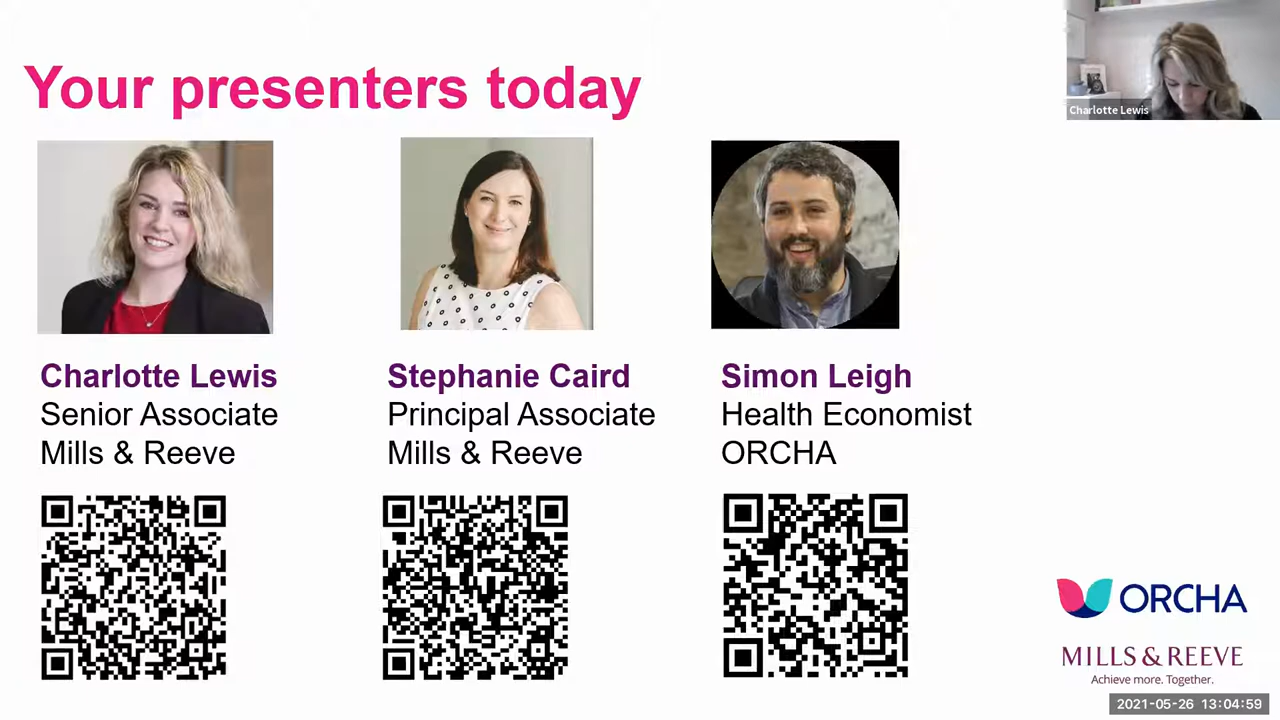 Your presenters today
Charlotte Lewis
Charlotte Lewis
Senior Associate
Mills & Reeve
Stephanie Caird
Principal Associate
Mills & Reeve
Simon Leigh
Health Economist
ORCHA
ORCHA
MILLS & REEVE
Achieve more. Together.
2021-05-26 13:04:59